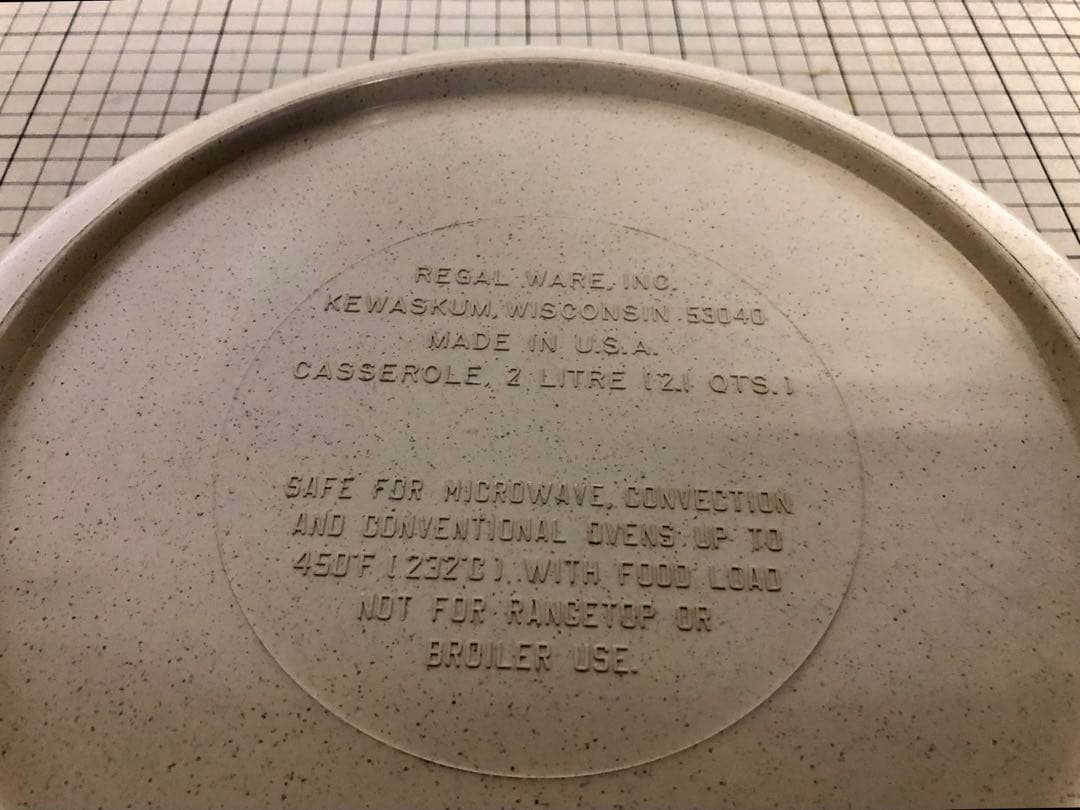 REGAL WARE, INC.
KEWASKUM, WISCONSIN 53040
MADE IN U.S.A.
CASSEROLE, 2 LITRE (2.1 QTS.)
SAFE FOR MICROWAVE, CONVECTION
AND CONVENTIONAL OVENS UP TO
450°F (232°C), WITH FOOD LOAD
NOT FOR RANGETOP OR
BROILER USE.